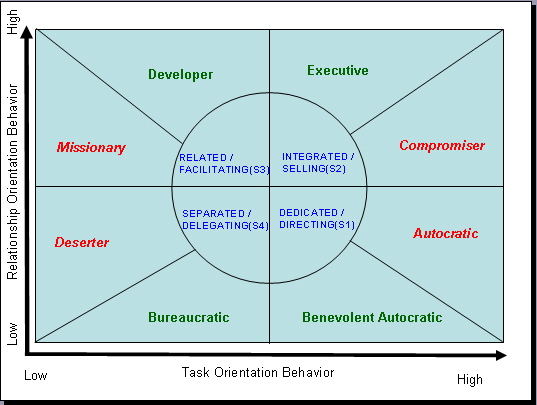 High
Relationship Orientation Behavior
Low
Developer
Executive
Missionary
Compromiser
RELATED /
FACILITATING(S3)
INTEGRATED /
SELLING(S2)
SEPARATED /
DELEGATING(S4)
DEDICATED /
DIRECTING(S1)
Deserter
Autocratic
Bureaucratic
Benevolent Autocratic
Low
Task Orientation Behavior
High